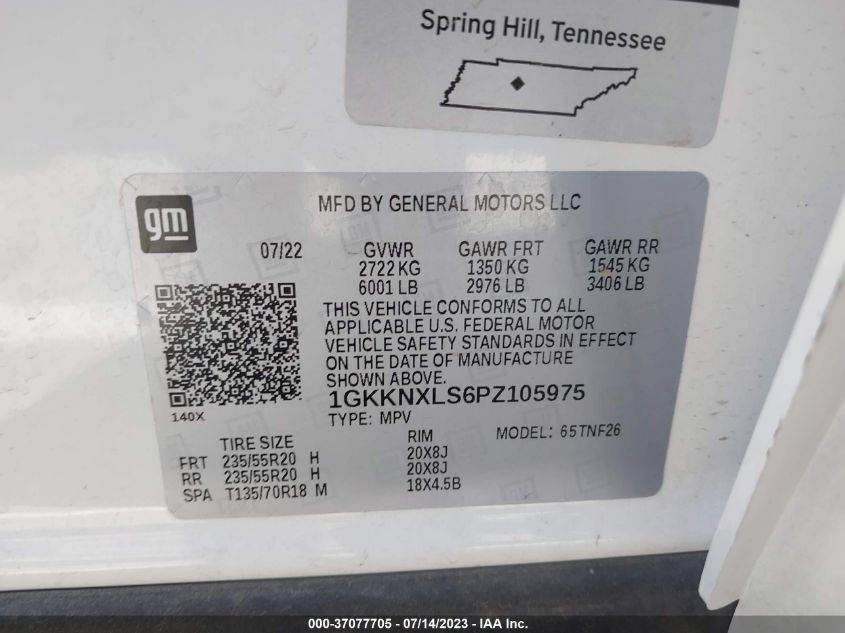 Spring Hill, Tennessee
gm
MFD BY GENERAL MOTORS LLC
07/22 GVWR GAWR FRT GAWR RR
2722 KG 1350 KG 1545 KG
6001 LB 2976 LB 3406 LB
THIS VEHICLE CONFORMS TO ALL
APPLICABLE U.S. FEDERAL MOTOR
VEHICLE SAFETY STANDARDS IN EFFECT
ON THE DATE OF MANUFACTURE
SHOWN ABOVE.
1GKKNXLS6PZ105975
140X
TYPE: MPV MODEL: 65TNF26
TIRE SIZE RIM
FRT 235/55R20 H 20X8J
RR 235/55R20 H 20X8J
SPA T135/70R18 M 18X4.5B
000-37077705 - 07/14/2023 - IAA Inc.